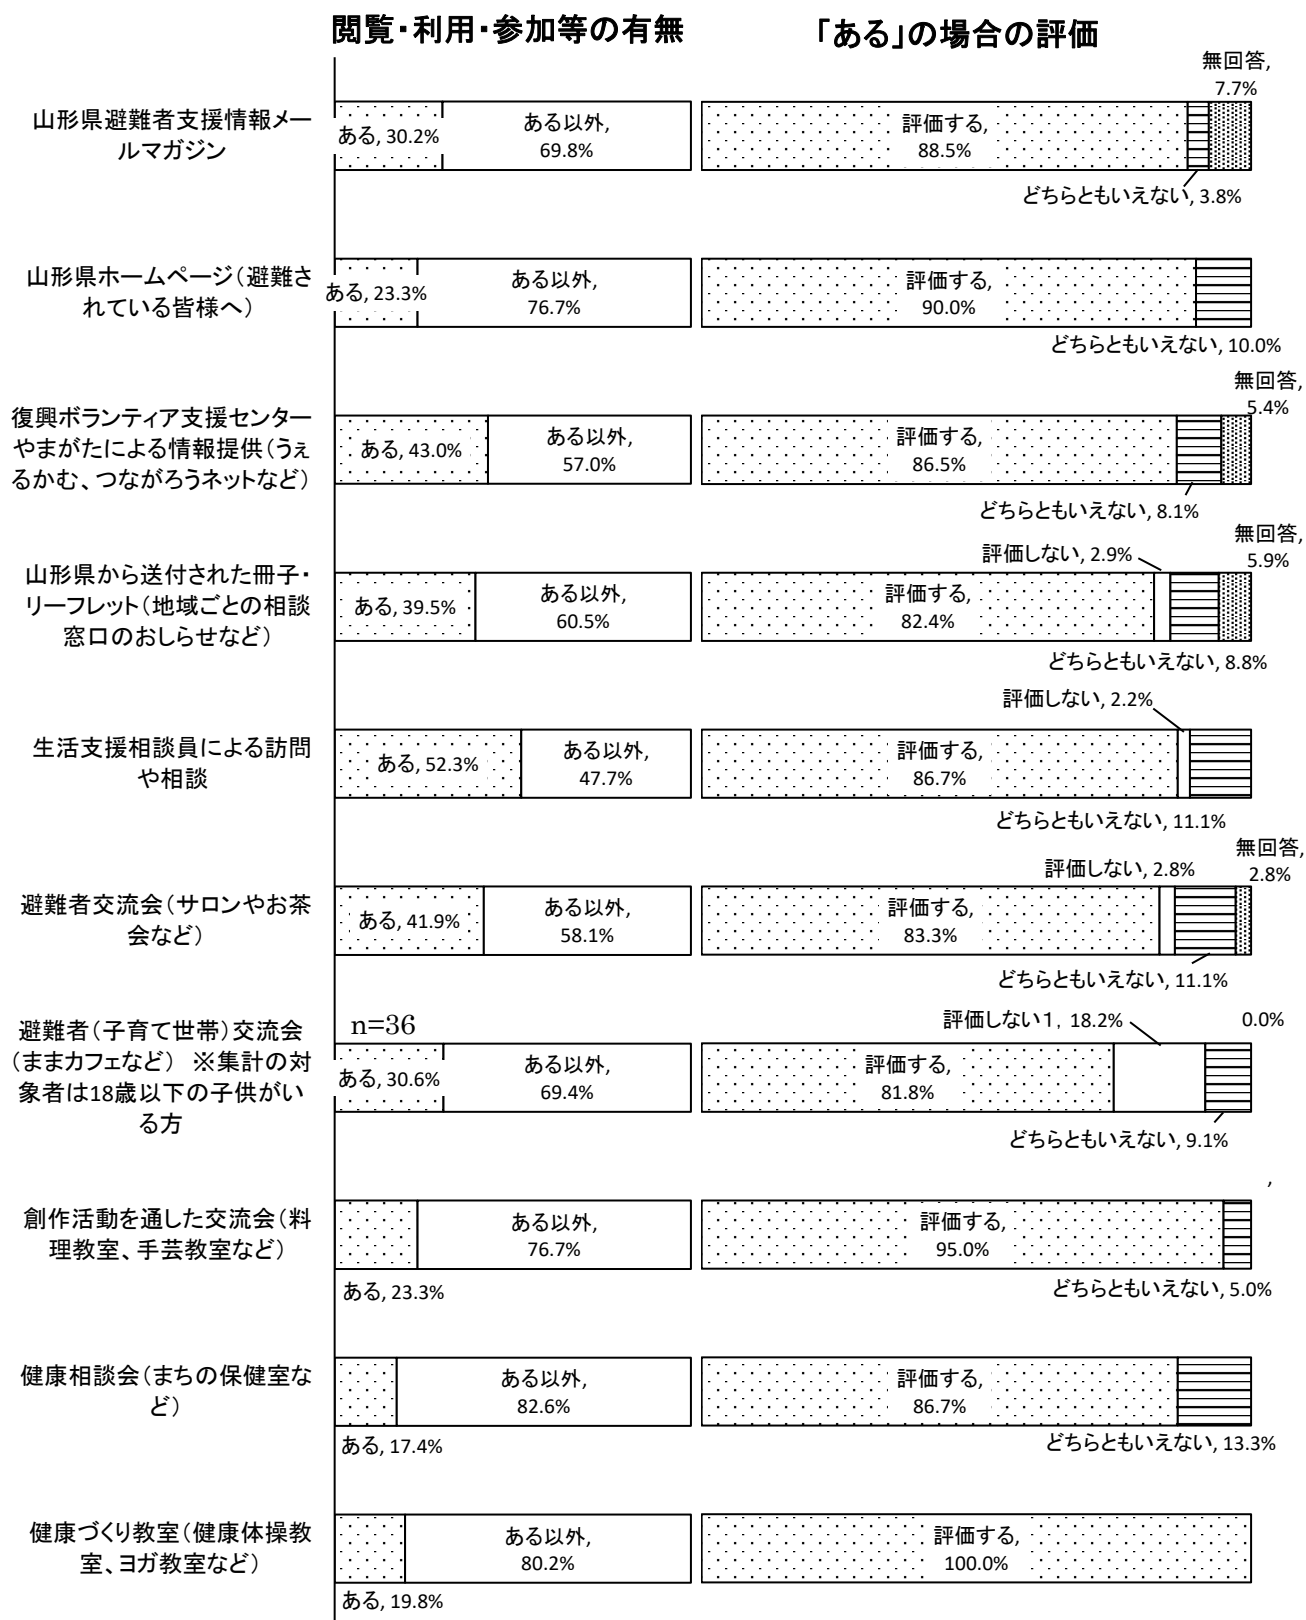 閲覧・利用・参加等の有無
「ある」の場合の評価
山形県避難者支援情報メー
ルマガジン
ある, 30.2%
ある以外,
69.8%
評価する,
88.5%
どちらともいえない, 3.8%
無回答,
7.7%
山形県ホームページ（避難さ
れている皆様へ）
ある, 23.3%
ある以外,
76.7%
評価する,
90.0%
どちらともいえない, 10.0%
復興ボランティア支援センター
やまがたによる情報提供（うぇ
るかむ、つながろうネットなど）
ある, 43.0%
ある以外,
57.0%
評価する,
86.5%
どちらともいえない, 8.1%
無回答,
5.4%
山形県から送付された冊子・
リーフレット（地域ごとの相談
窓口のおしらせなど）
ある, 39.5%
ある以外,
60.5%
評価する,
82.4%
評価しない, 2.9%
どちらともいえない, 8.8%
無回答,
5.9%
生活支援相談員による訪問
や相談
ある, 52.3%
ある以外,
47.7%
評価する,
86.7%
評価しない, 2.2%
どちらともいえない, 11.1%
避難者交流会（サロンやお茶
会など）
ある, 41.9%
ある以外,
58.1%
評価する,
83.3%
評価しない, 2.8%
どちらともいえない, 11.1%
無回答,
2.8%
避難者（子育て世帯）交流会
（ままカフェなど）　※集計の対
象者は18歳以下の子供がい
る方
n=36
ある, 30.6%
ある以外,
69.4%
評価する,
81.8%
評価しない１, 18.2%
どちらともいえない, 9.1%
0.0%
,
創作活動を通した交流会（料
理教室、手芸教室など）
ある, 23.3%
ある以外,
76.7%
評価する,
95.0%
どちらともいえない, 5.0%
健康相談会（まちの保健室な
ど）
ある, 17.4%
ある以外,
82.6%
評価する,
86.7%
どちらともいえない, 13.3%
健康づくり教室（健康体操教
室、ヨガ教室など）
ある, 19.8%
ある以外,
80.2%
評価する,
100.0%